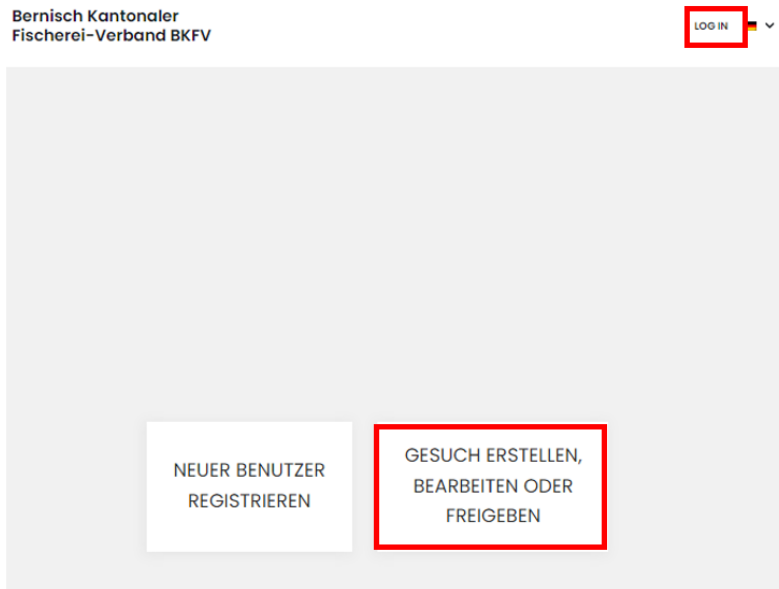 Bernisch Kantonaler
Fischerei-Verband BKFV
LOG IN
NEUER BENUTZER
REGISTRIEREN
GESUCH ERSTELLEN,
BEARBEITEN ODER
FREIGEBEN